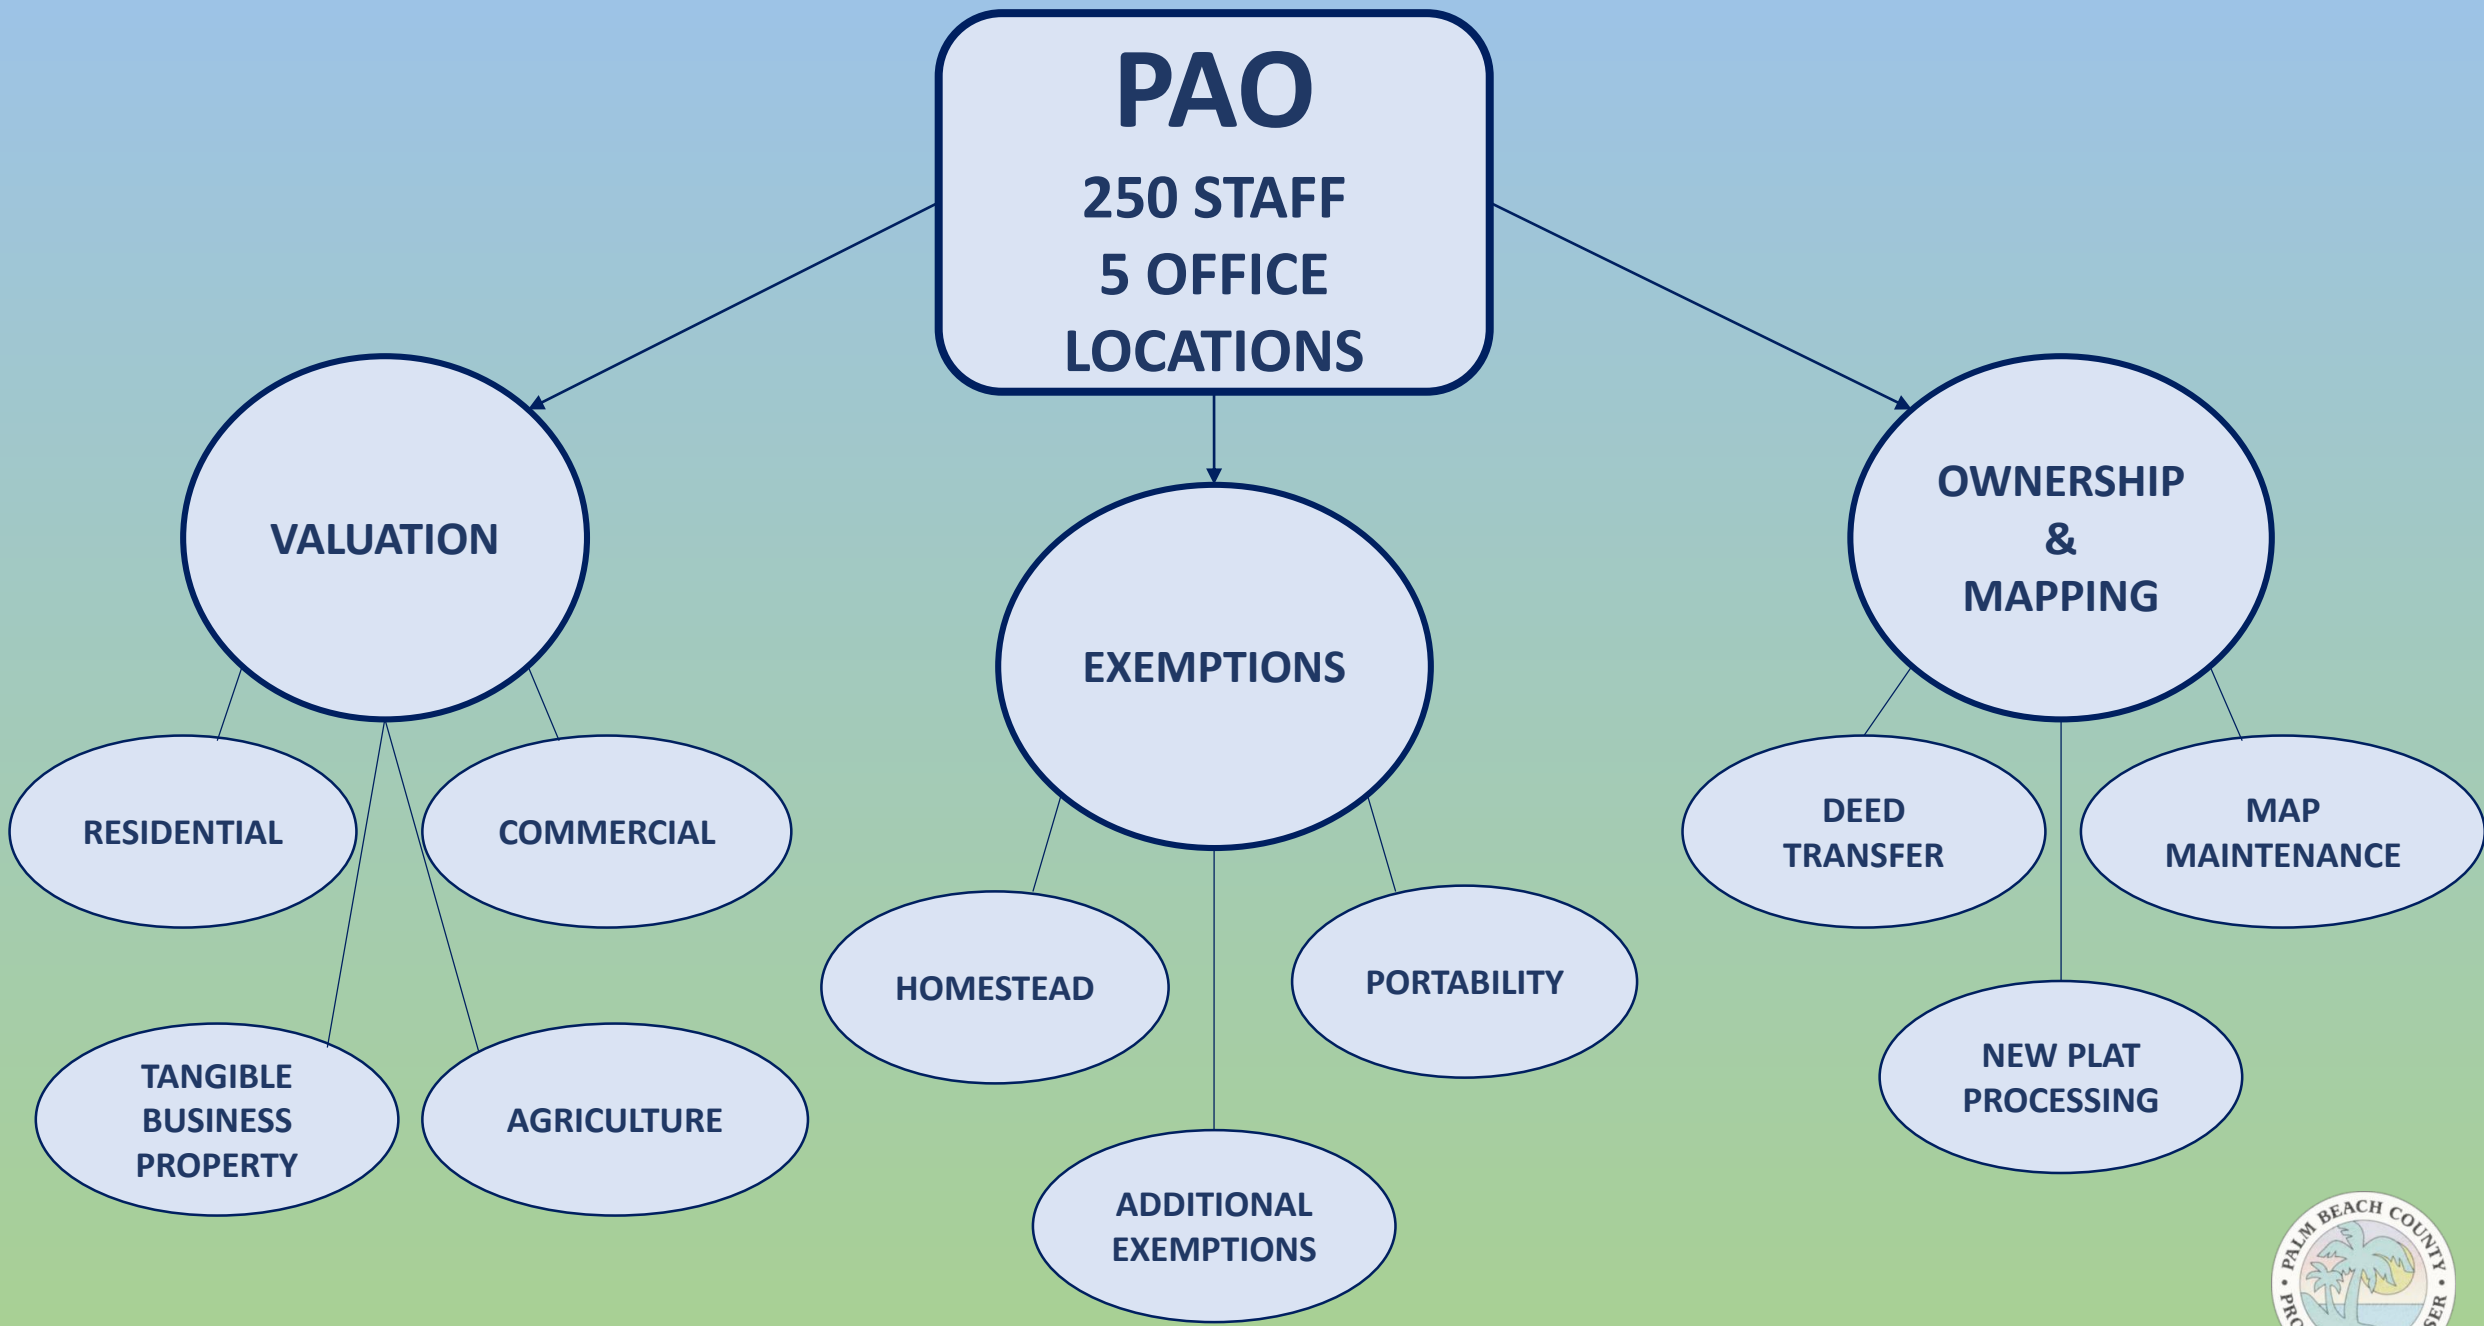 PAO
250 STAFF
5 OFFICE
LOCATIONS
VALUATION
EXEMPTIONS
OWNERSHIP
&
MAPPING
RESIDENTIAL
COMMERCIAL
TANGIBLE
BUSINESS
PROPERTY
AGRICULTURE
HOMESTEAD
PORTABILITY
ADDITIONAL
EXEMPTIONS
DEED
TRANSFER
MAP
MAINTENANCE
NEW PLAT
PROCESSING
PALM BEACH COUNTY